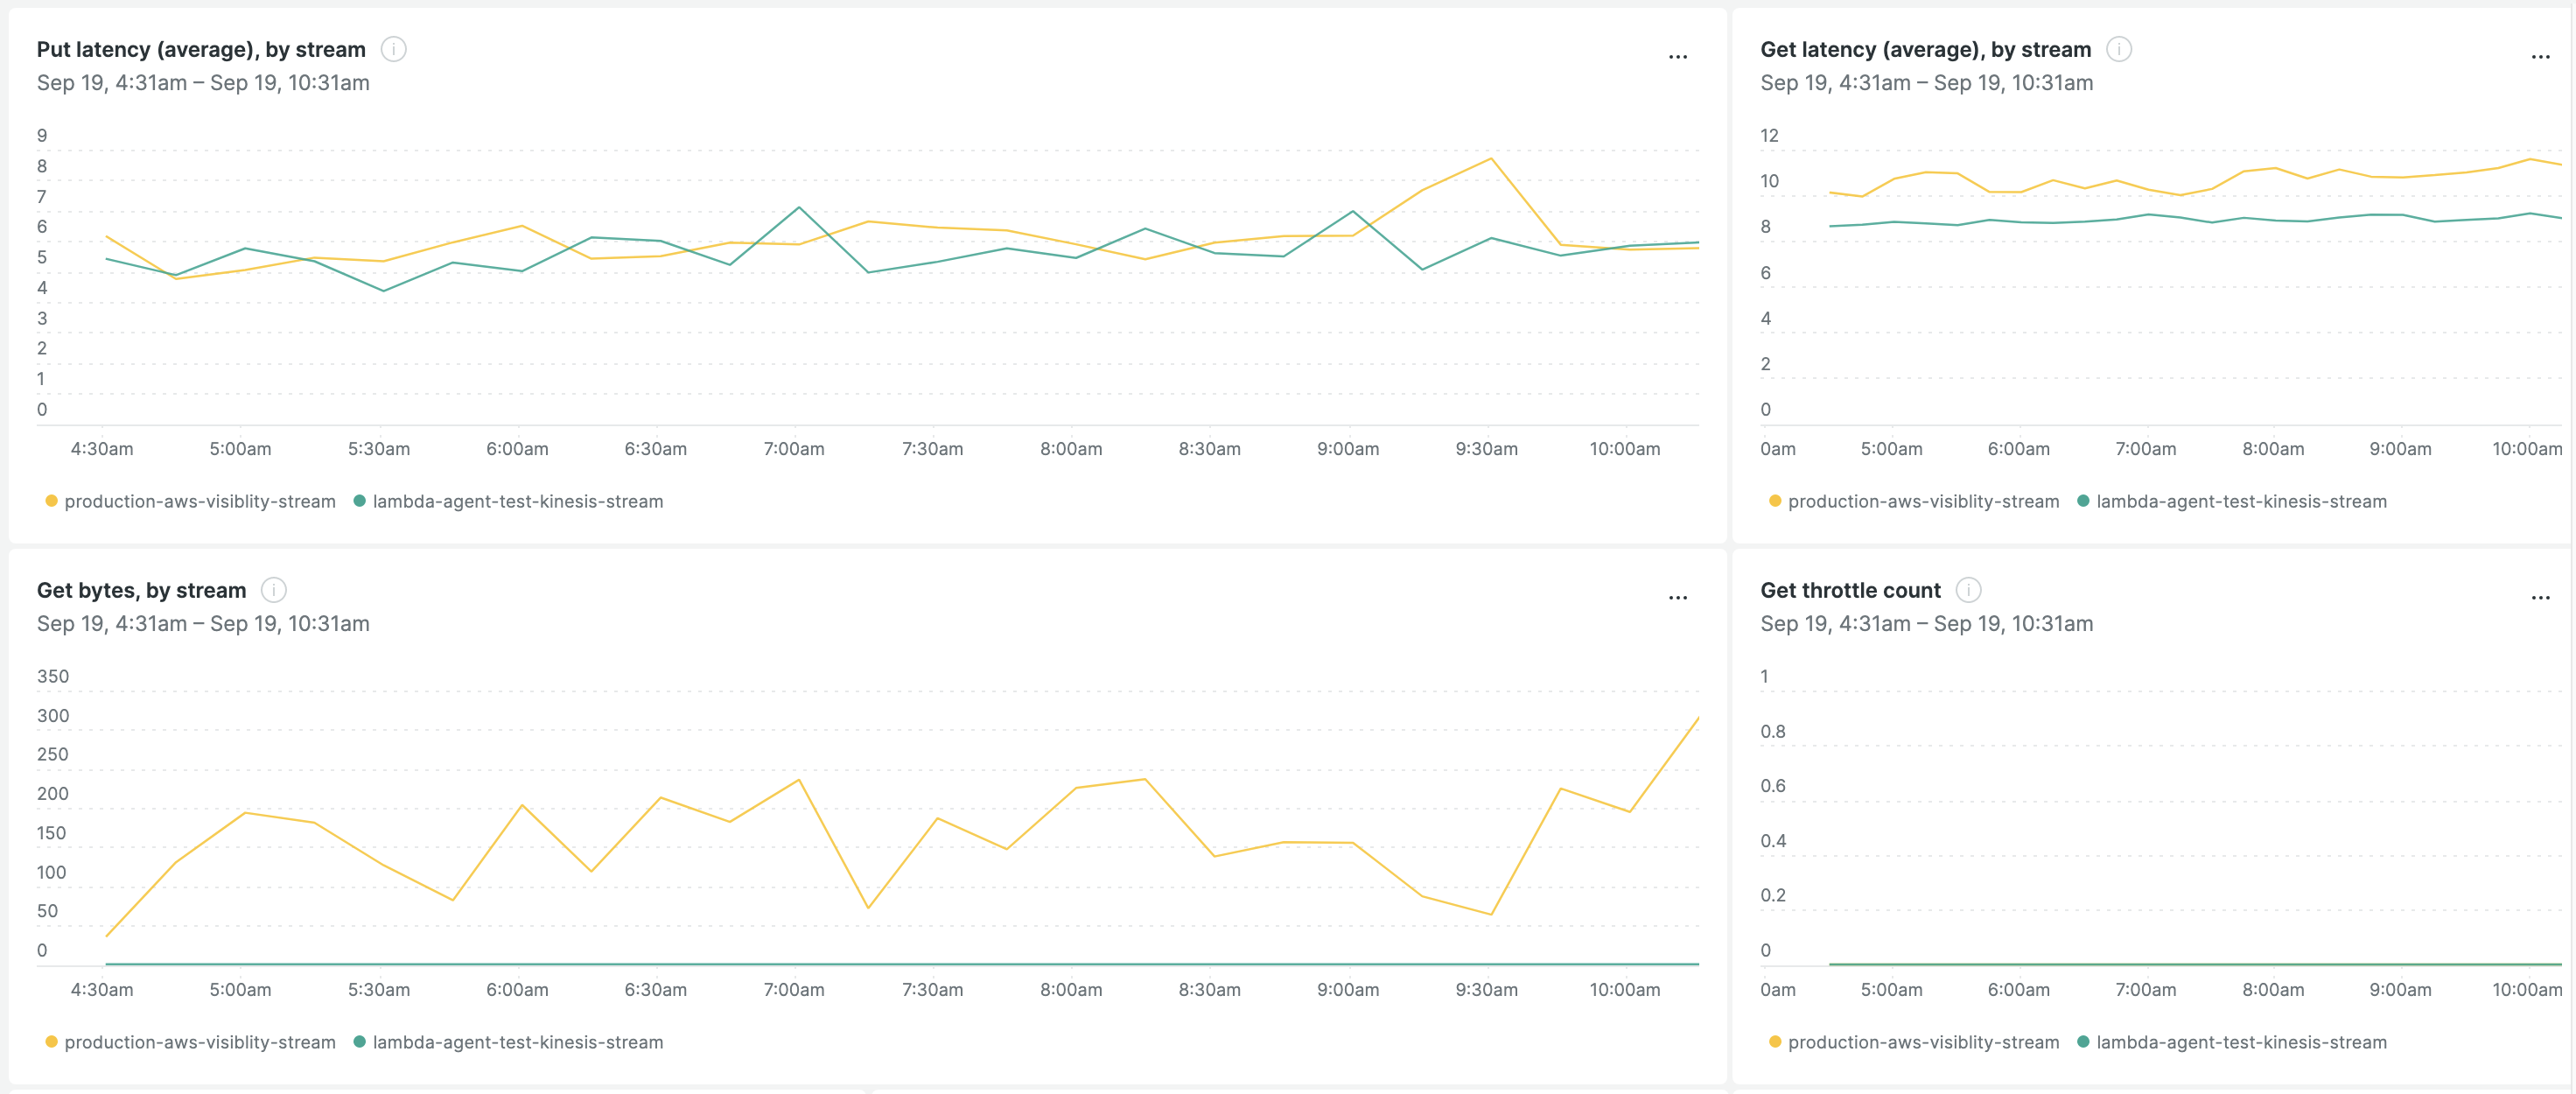 Put latency (average), by stream
Sep 19, 4:31am – Sep 19, 10:31am
9
8
7
6
5
4
3
2
1
0
4:30am 5:00am 5:30am 6:00am 6:30am 7:00am 7:30am 8:00am 8:30am 9:00am 9:30am 10:00am
production-aws-visiblity-stream lambda-agent-test-kinesis-stream
Get latency (average), by stream
Sep 19, 4:31am – Sep 19, 10:31am
12
10
8
6
4
2
0
0am 5:00am 6:00am 7:00am 8:00am 9:00am 10:00am
production-aws-visiblity-stream lambda-agent-test-kinesis-stream
Get bytes, by stream
Sep 19, 4:31am – Sep 19, 10:31am
350
300
250
200
150
100
50
0
4:30am 5:00am 5:30am 6:00am 6:30am 7:00am 7:30am 8:00am 8:30am 9:00am 9:30am 10:00am
production-aws-visiblity-stream lambda-agent-test-kinesis-stream
Get throttle count
Sep 19, 4:31am – Sep 19, 10:31am
1
0.8
0.6
0.4
0.2
0
0am 5:00am 6:00am 7:00am 8:00am 9:00am 10:00am
production-aws-visiblity-stream lambda-agent-test-kinesis-stream